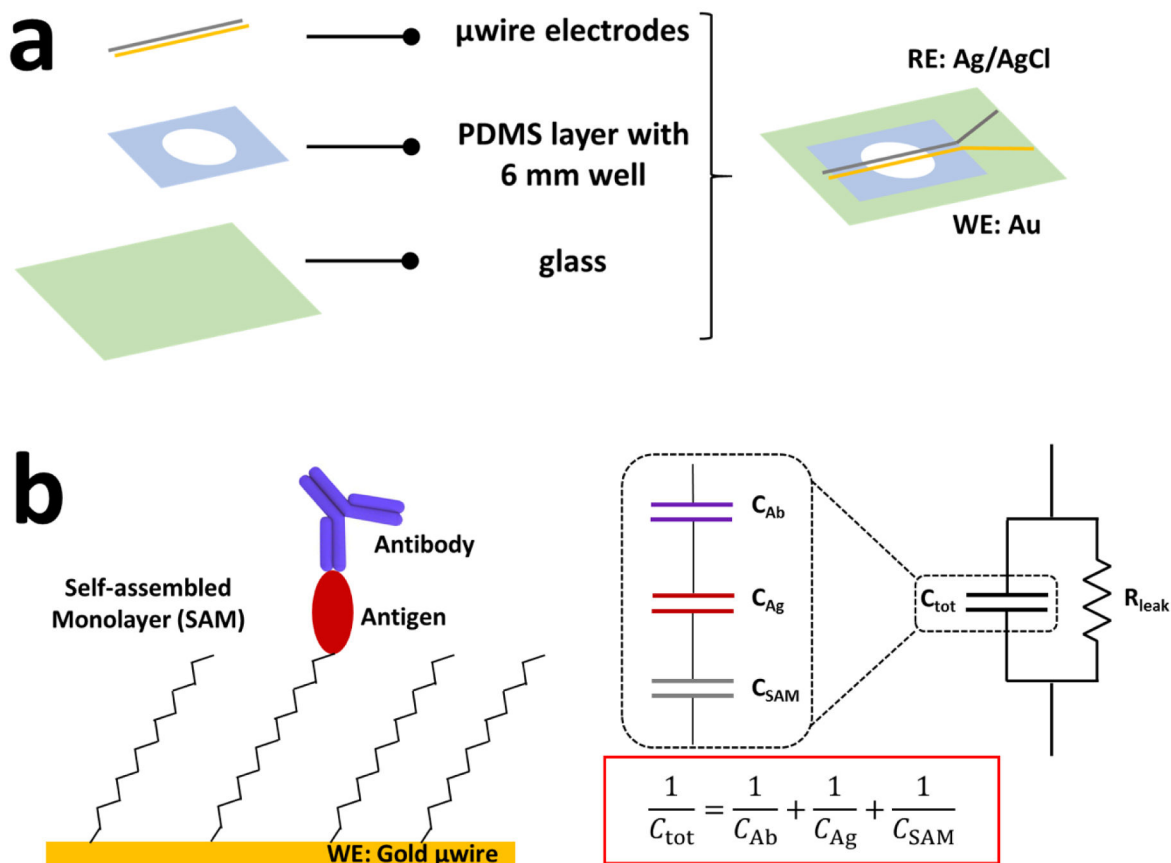 a
μwire electrodes
PDMS layer with
6 mm well
glass
RE: Ag/AgCl
WE: Au
b
Antibody
Self-assembled
Monolayer (SAM)
Antigen
WE: Gold μwire
C_Ab
C_Ag
C_SAM
C_tot
R_leak
1/C_tot = 1/C_Ab + 1/C_Ag + 1/C_SAM